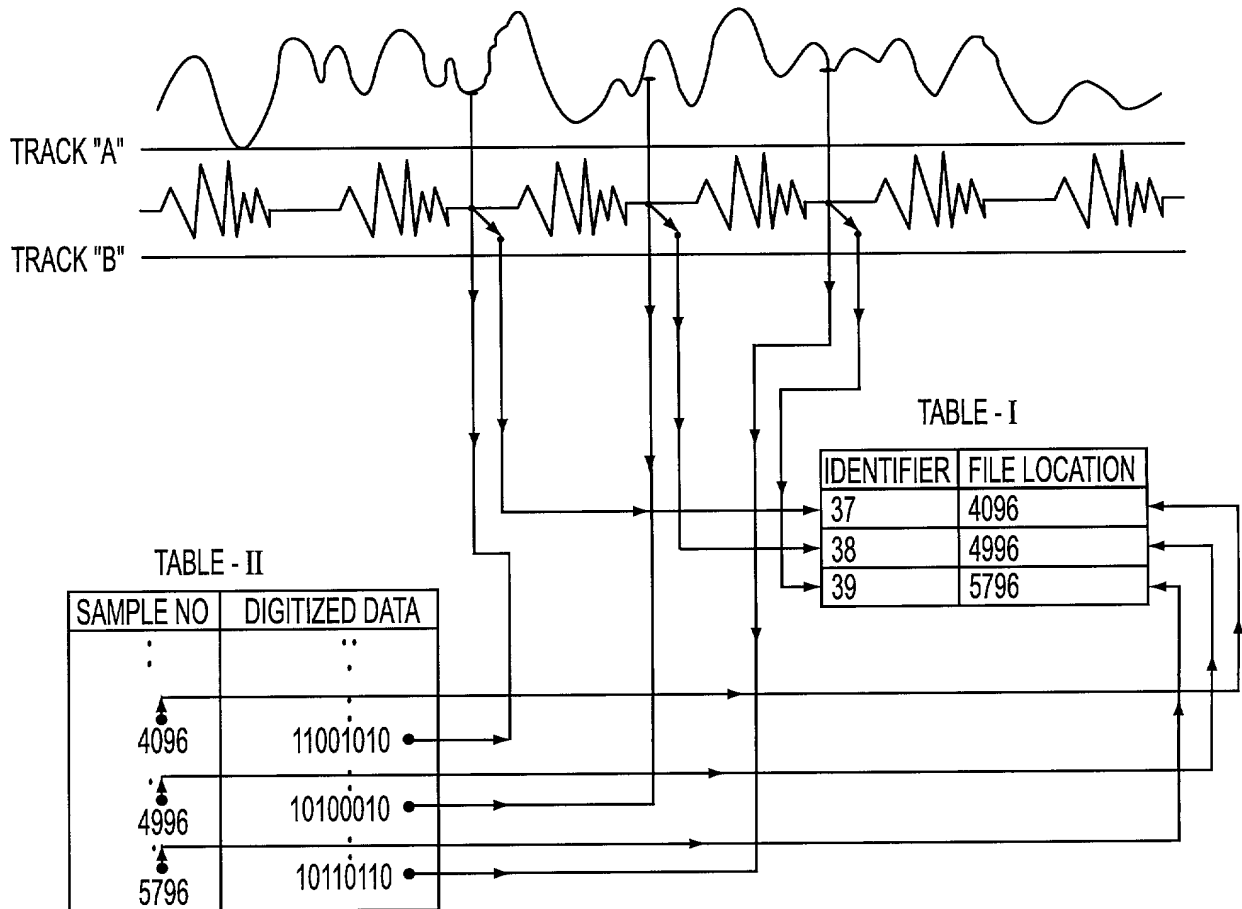 TRACK "A"
TRACK "B"
TABLE - I
IDENTIFIER FILE LOCATION
37 4096
38 4996
39 5796
TABLE - II
SAMPLE NO DIGITIZED DATA
4096 11001010
4996 10100010
5796 10110110